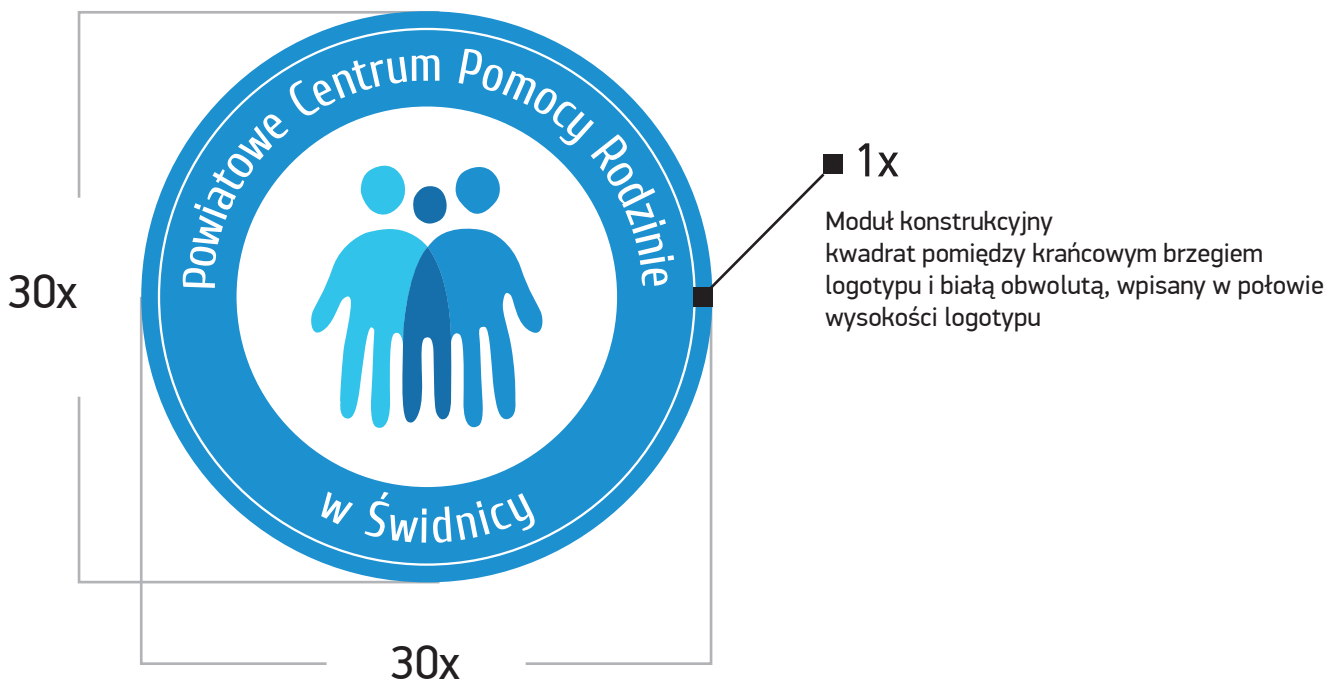 Powiatowe Centrum Pomocy Rodzinie
w Świdnicy
30x
30x
1x
Moduł konstrukcyjny
kwadrat pomiędzy krańcowym brzegiem
logotypu i białą obwolutą, wpisany w połowie
wysokości logotypu